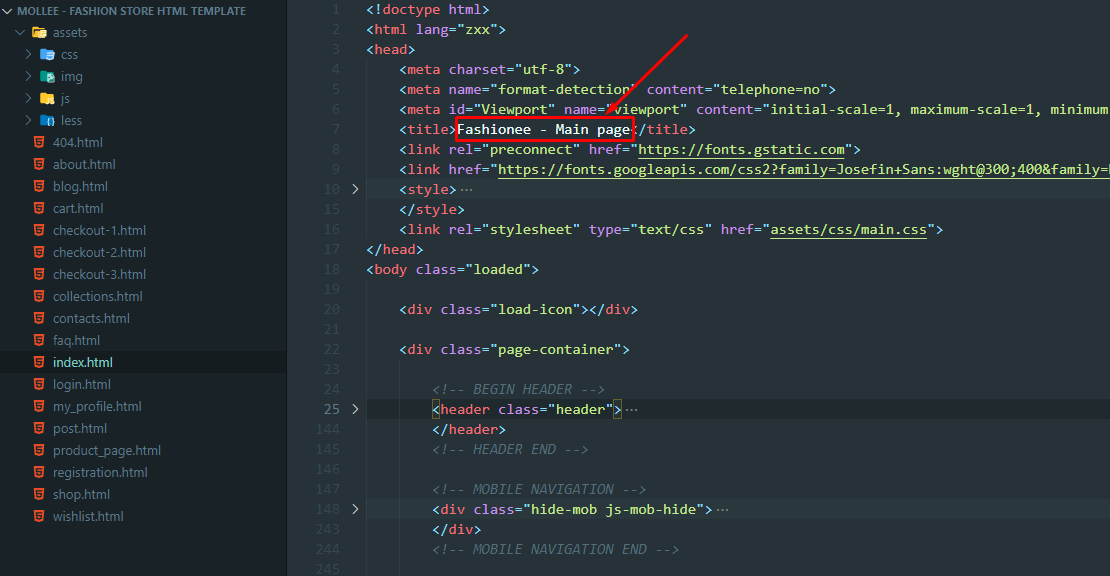 MOLLEE - FASHION STORE HTML TEMPLATE
assets
css
img
js
less
404.html
about.html
blog.html
cart.html
checkout-1.html
checkout-2.html
checkout-3.html
collections.html
contacts.html
faq.html
index.html
login.html
my_profile.html
post.html
product_page.html
registration.html
shop.html
wishlist.html
1 <!doctype html>
2 <html lang="zxx">
3 <head>
4 <meta charset="utf-8">
5 <meta name="format-detection" content="telephone=no">
6 <meta id="Viewport" name="viewport" content="initial-scale=1, maximum-scale=1, minimum
7 <title>Fashionee - Main page</title>
8 <link rel="preconnect" href="https://fonts.gstatic.com">
9 <link href="https://fonts.googleapis.com/css2?family=Josefin+Sans:wght@300;400&family=
10 <style>…
15 </style>
16 <link rel="stylesheet" type="text/css" href="assets/css/main.css">
17 </head>
18 <body class="loaded">
19
20 <div class="load-icon"></div>
21
22 <div class="page-container">
23
24 <!-- BEGIN HEADER -->
25 <header class="header">…
144 </header>
145 <!-- HEADER END -->
146
147 <!-- MOBILE NAVIGATION -->
148 <div class="hide-mob js-mob-hide">…
243 </div>
244 <!-- MOBILE NAVIGATION END -->
245